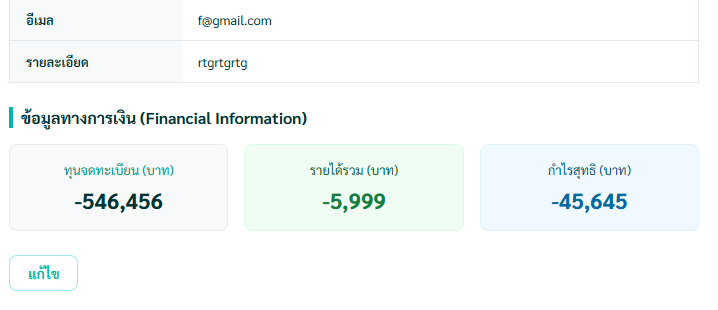 อีเมล f@gmail.com
รายละเอียด rtgrtgrtg
ข้อมูลทางการเงิน (Financial Information)
ทุนจดทะเบียน (บาท) รายได้รวม (บาท) กำไรสุทธิ (บาท)
-546,456 -5,999 -45,645
แก้ไข